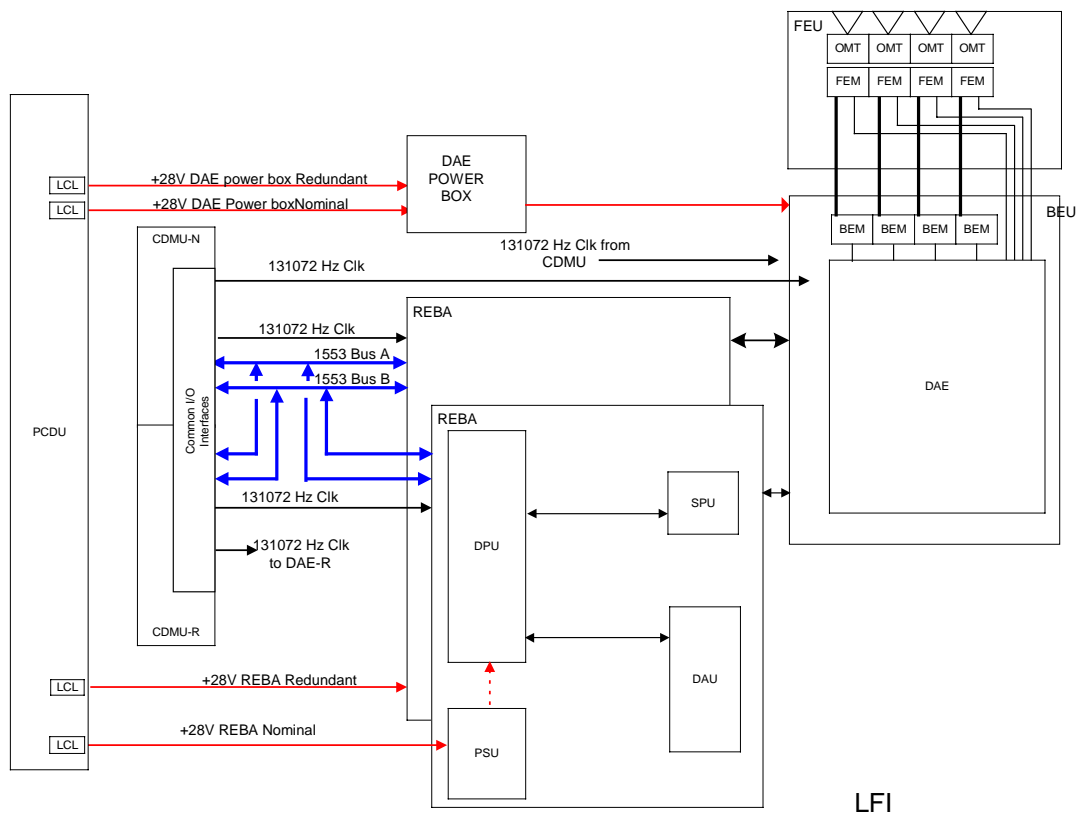 FEU
OMT OMT OMT OMT
FEM FEM FEM FEM
DAE
POWER
BOX
LCL
+28V DAE power box Redundant
LCL
+28V DAE Power boxNominal
BEU
BEM BEM BEM BEM
CDMU-N
131072 Hz Clk from
CDMU
131072 Hz Clk
REBA
131072 Hz Clk
1553 Bus A
1553 Bus B
DAE
REBA
PCDU
Common I/O
Interfaces
131072 Hz Clk
SPU
DPU
131072 Hz Clk
to DAE-R
CDMU-R
LCL
+28V REBA Redundant
DAU
LCL
+28V REBA Nominal
PSU
LFI